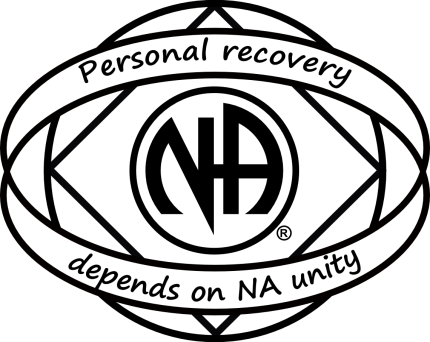 Personal recovery
NA
®
depends on NA unity